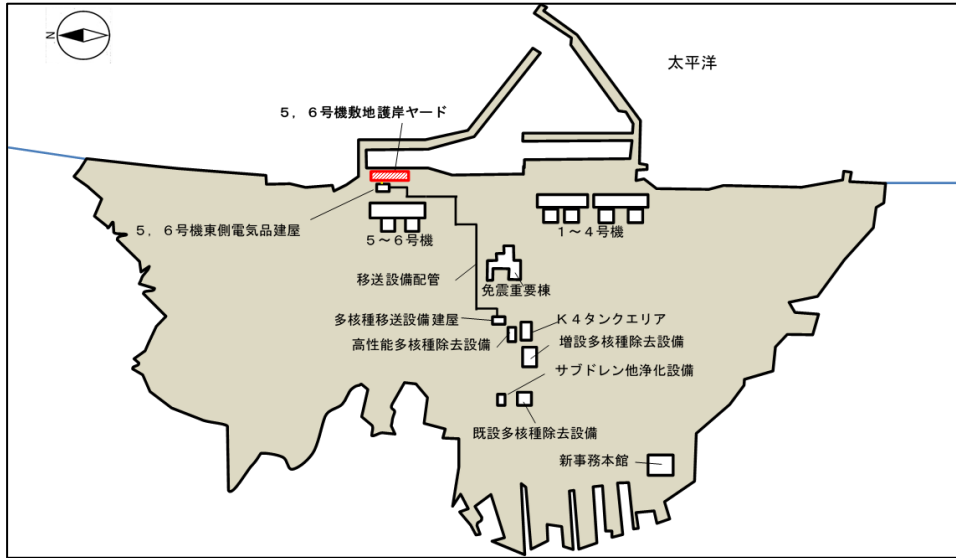 N
太平洋
５，６号機敷地護岸ヤード
５，６号機東側電気品建屋
５～６号機
１～４号機
移送設備配管
免震重要棟
多核種移送設備建屋
Ｋ４タンクエリア
高性能多核種除去設備
増設多核種除去設備
サブドレン他浄化設備
既設多核種除去設備
新事務本館